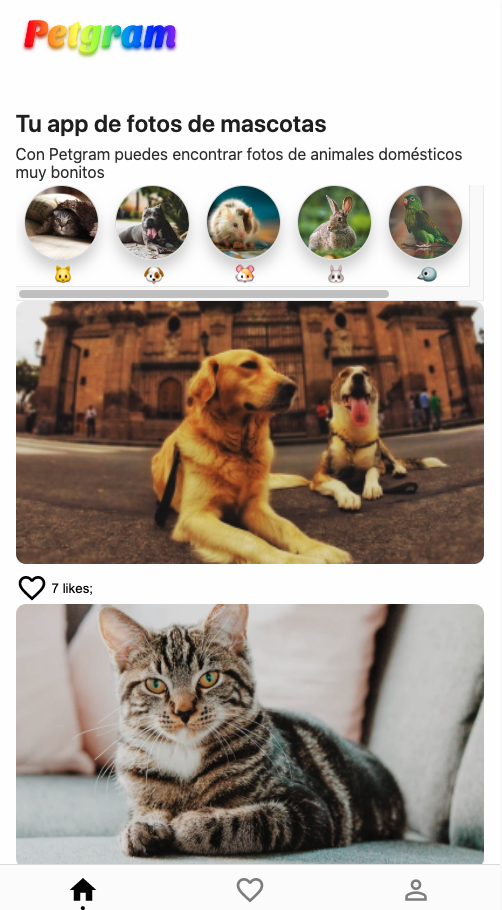 Petgram
Tu app de fotos de mascotas
Con Petgram puedes encontrar fotos de animales domésticos
muy bonitos
7 likes;